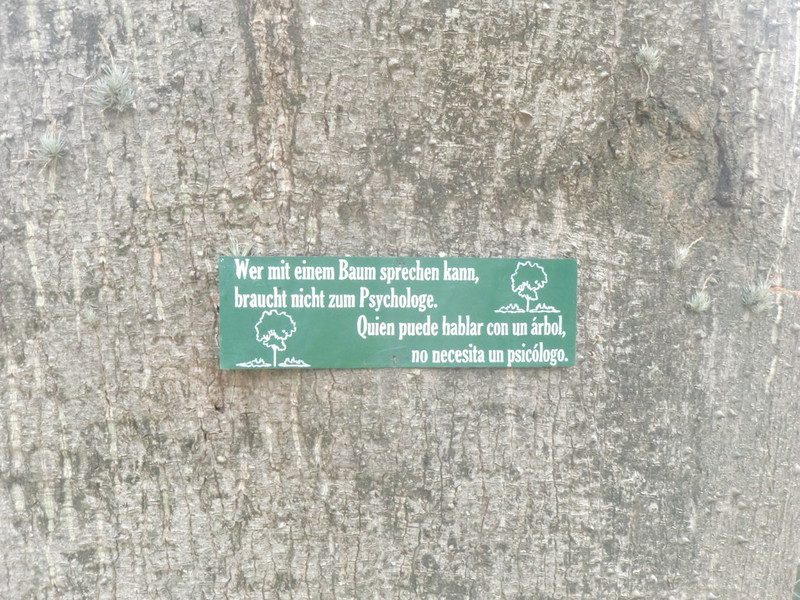 Wer mit einem Baum sprechen kann,
braucht nicht zum Psychologe.
Quien puede hablar con un árbol,
no necesita un psicólogo.